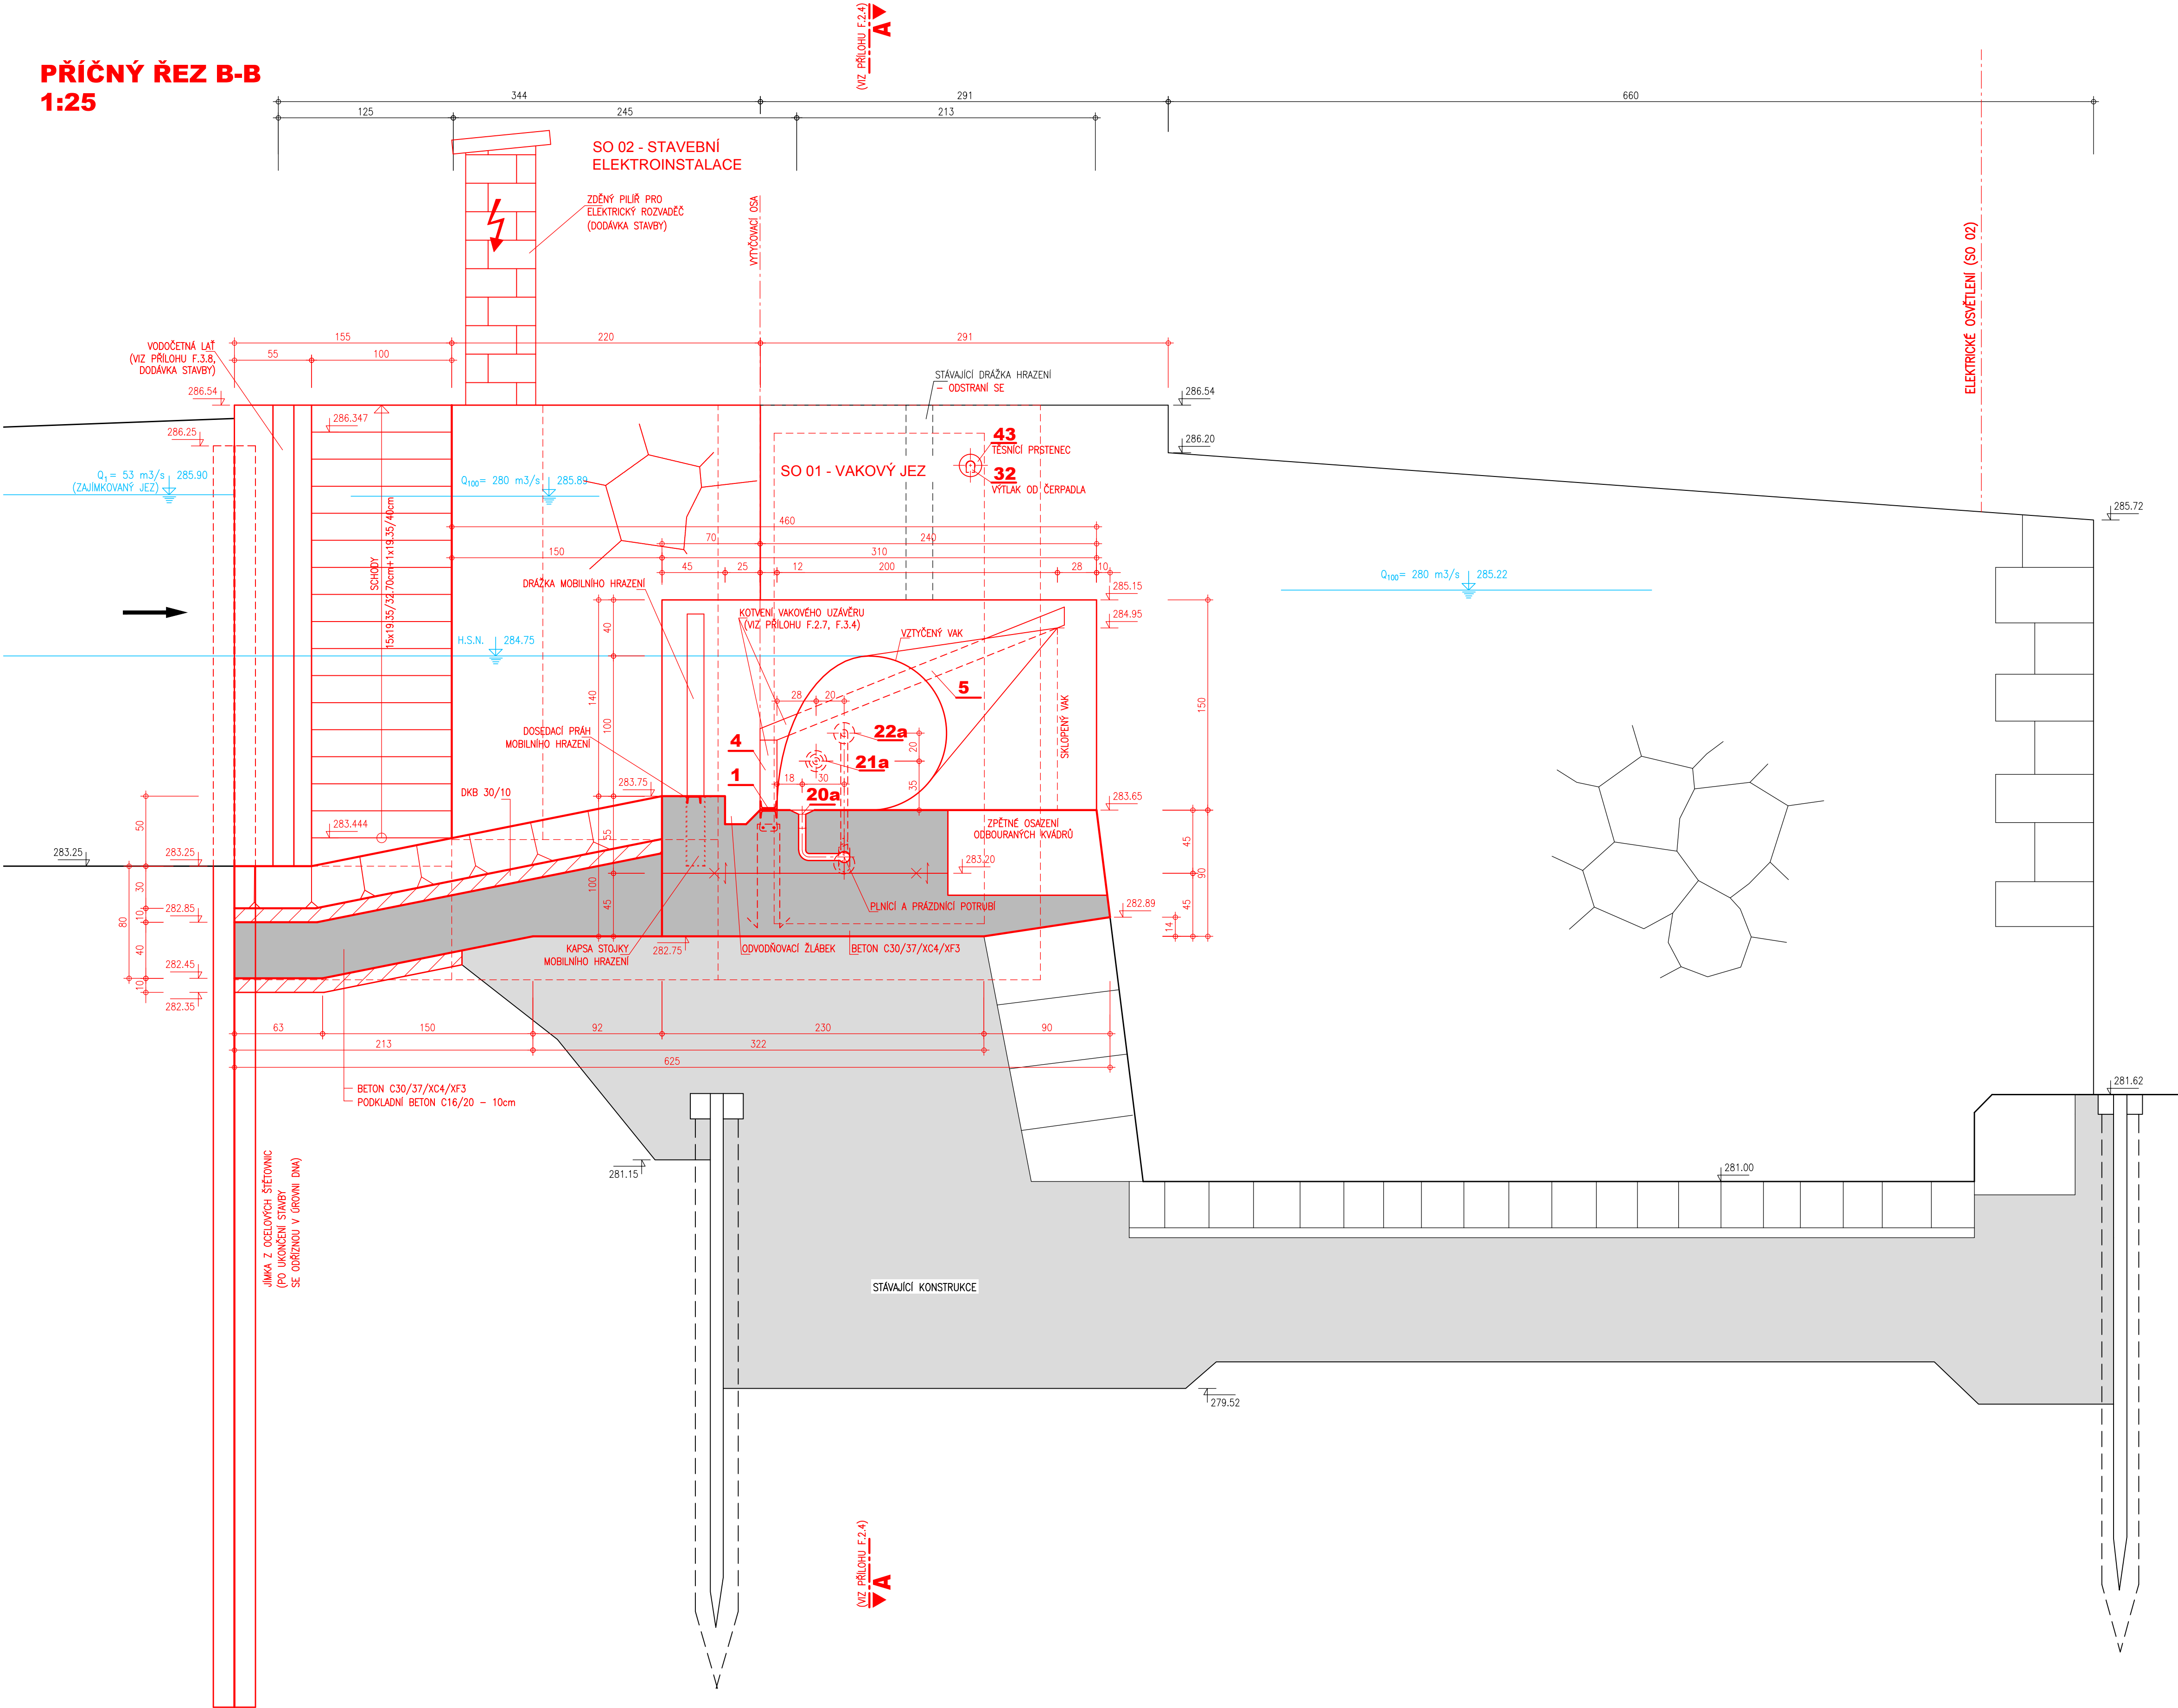 (VIZ PŘÍLOHU F.2.4)
A
PŘÍČNÝ ŘEZ B-B
1:25
344
291
660
125
245
213
SO 02 - STAVEBNÍ
ELEKTROINSTALACE
ZDĚNÝ PILÍŘ PRO
ELEKTRICKÝ ROZVADĚČ
(DODÁVKA STAVBY)
VYTYČOVACÍ OSA
ELEKTRICKÉ OSVĚTLENÍ (SO 02)
VODOČETNÁ LAŤ
(VIZ PŘÍLOHU F.3.8,
DODÁVKA STAVBY)
155
220
291
55
100
STÁVAJÍCÍ DRÁŽKA HRAZENÍ
- ODSTRANÍ SE
286.54
286.54
286.347
286.25
286.20
43
TĚSNÍCÍ PRSTENEC
SO 01 - VAKOVÝ JEZ
32
VÝTLAK OD ČERPADLA
Q1= 53 m3/s
285.90
(ZAJÍMKOVANÝ JEZ)
Q100= 280 m3/s
285.89
285.72
SCHODY
15x19.35/32.70cm+1x19.35/40cm
460
70
240
150
310
45
25
12
200
28
10
DRÁŽKA MOBILNÍHO HRAZENÍ
Q100= 280 m3/s
285.22
285.15
284.95
KOTVENÍ VAKOVÉHO UZÁVĚRU
(VIZ PŘÍLOHU F.2.7, F.3.4)
VZTYČENÝ VAK
H.S.N.
284.75
40
140
100
150
28
20
5
SKLOPENÝ VAK
DOSEDACÍ PRÁH
MOBILNÍHO HRAZENÍ
4
22a
20
21a
1
18
30
35
20a
DKB 30/10
283.75
283.65
283.444
50
283.25
283.25
55
ZPĚTNÉ OSAZENÍ
ODBOURANÝCH KVÁDRŮ
283.20
45
90
30
80
10
282.85
100
45
PLNÍCÍ A PRÁZDNÍCÍ POTRUBÍ
282.89
45
14
40
282.45
10
282.35
KAPSA STOJKY
MOBILNÍHO HRAZENÍ
282.75
ODVODŇOVACÍ ŽLÁBEK
BETON C30/37/XC4/XF3
63
150
92
230
90
213
322
625
BETON C30/37/XC4/XF3
PODKLADNÍ BETON C16/20 - 10cm
281.62
JÍMKA Z OCELOVÝCH ŠTĚTOVNIC
(PO UKONČENÍ STAVBY
SE ODŘÍZNOU V ÚROVNI DNA)
281.15
281.00
STÁVAJÍCÍ KONSTRUKCE
279.52
(VIZ PŘÍLOHU F.2.4)
A